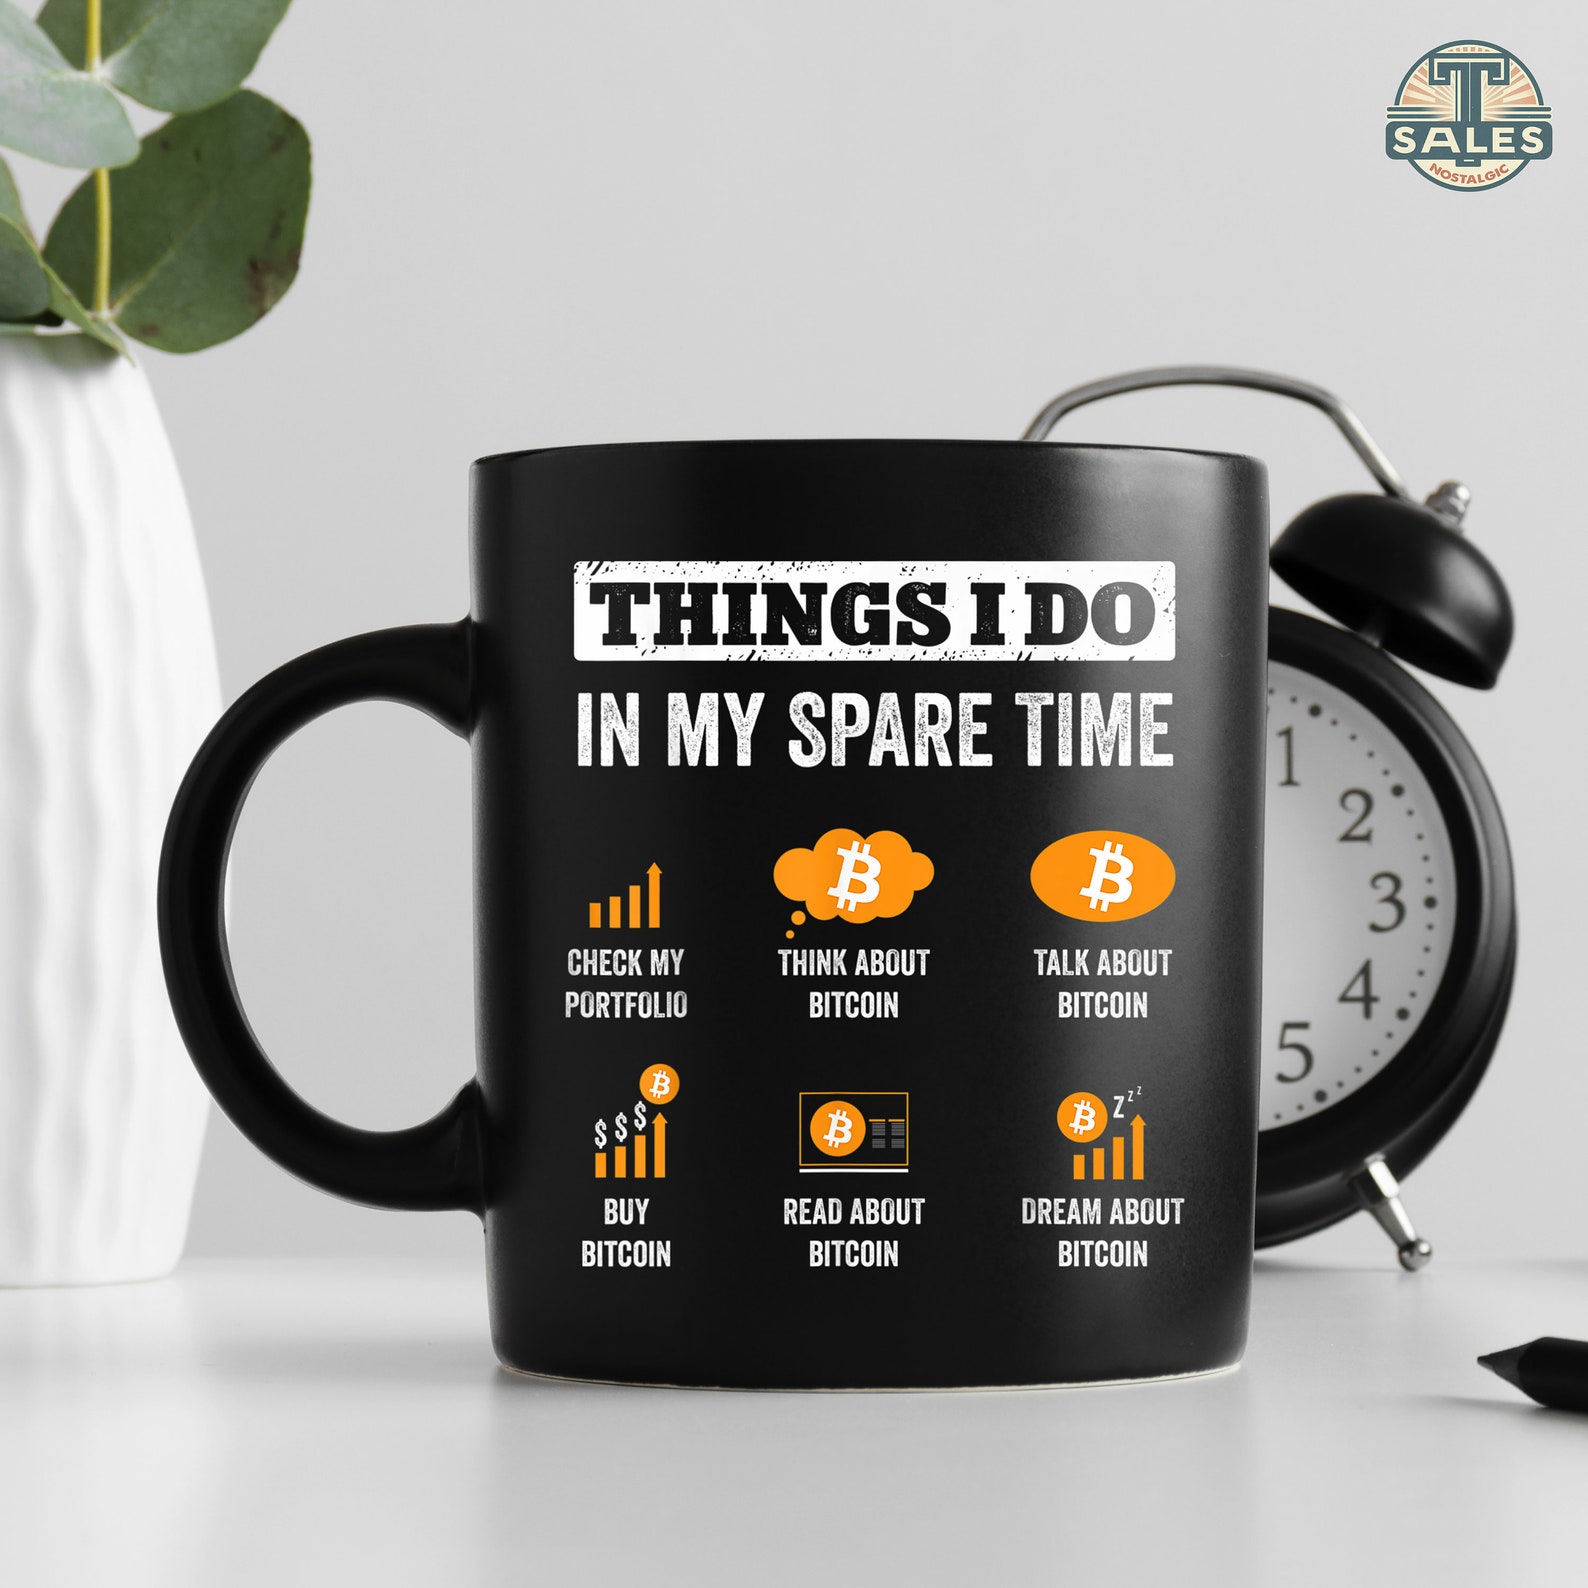 T
SALES
NOSTALGIC
THINGS I DO
IN MY SPARE TIME
CHECK MY
PORTFOLIO
THINK ABOUT
BITCOIN
TALK ABOUT
BITCOIN
$ $ $
BUY
BITCOIN
READ ABOUT
BITCOIN
Z Z Z
DREAM ABOUT
BITCOIN
1
2
3
4
5